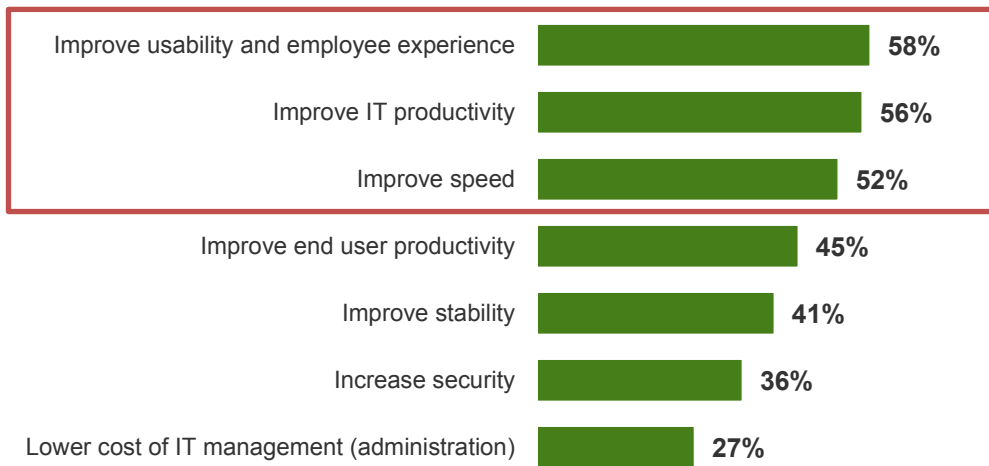 Improve usability and employee experience 58%
Improve IT productivity 56%
Improve speed 52%
Improve end user productivity 45%
Improve stability 41%
Increase security 36%
Lower cost of IT management (administration) 27%